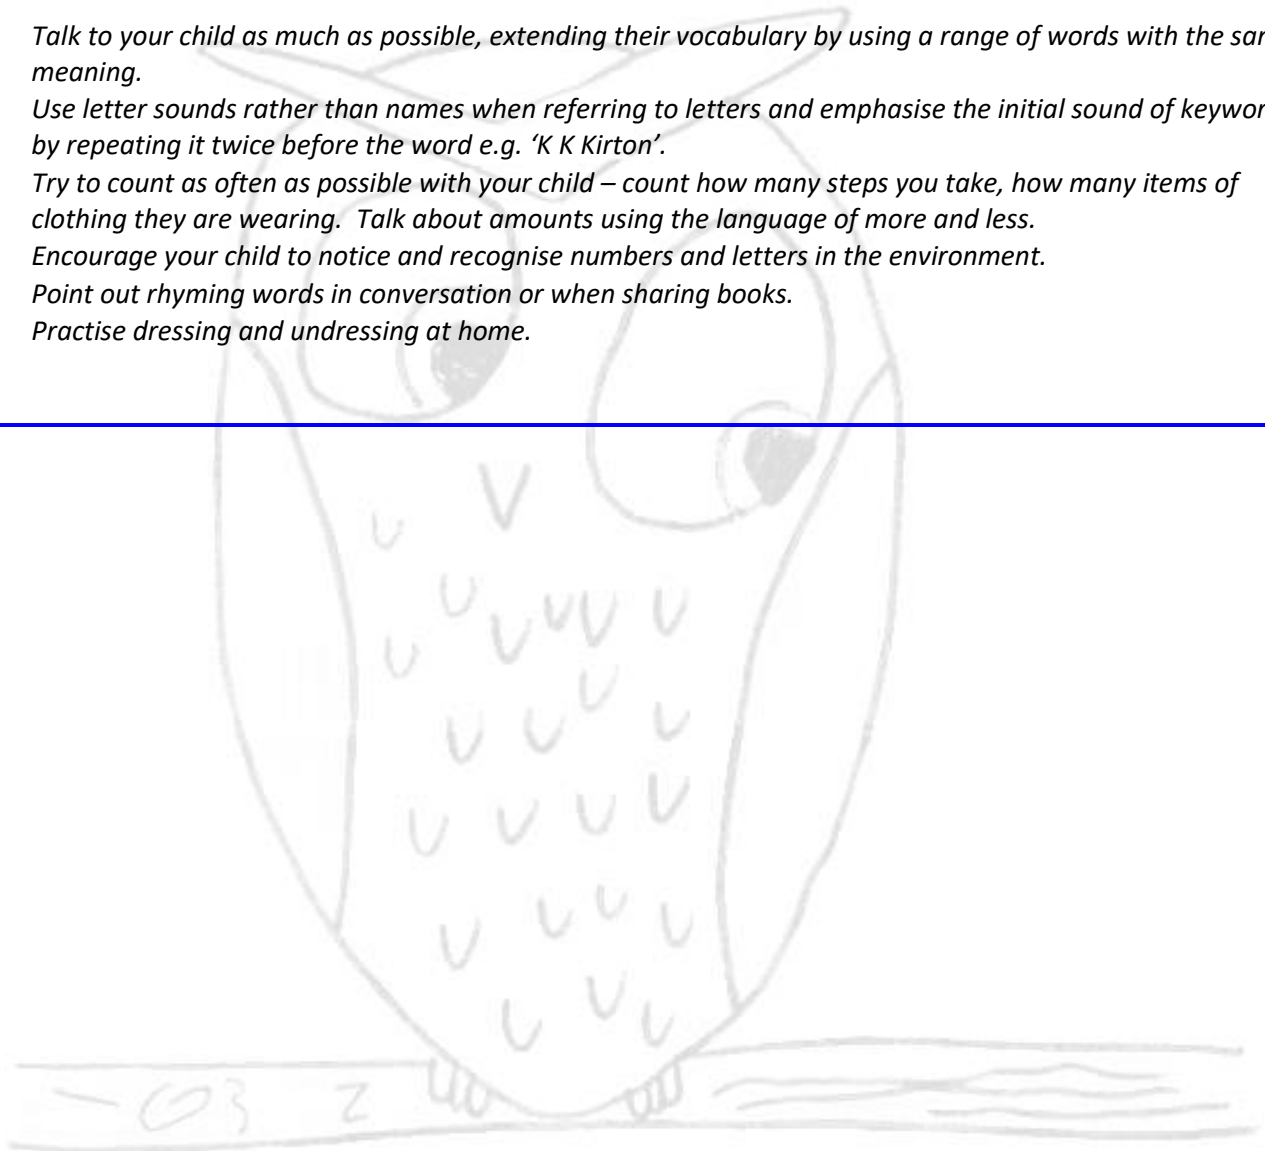 Talk to your child as much as possible, extending their vocabulary by using a range of words with the
meaning.
Use letter sounds rather than names when referring to letters and emphasise the initial sound of
by repeating it twice before the word e.g. ‘K K Kirton’.
Try to count as often as possible with your child – count how many steps you take, how many items of
clothing they are wearing.  Talk about amounts using the language of more and less.
Encourage your child to notice and recognise numbers and letters in the environment.
Point out rhyming words in conversation or when sharing books.
Practise dressing and undressing at home.